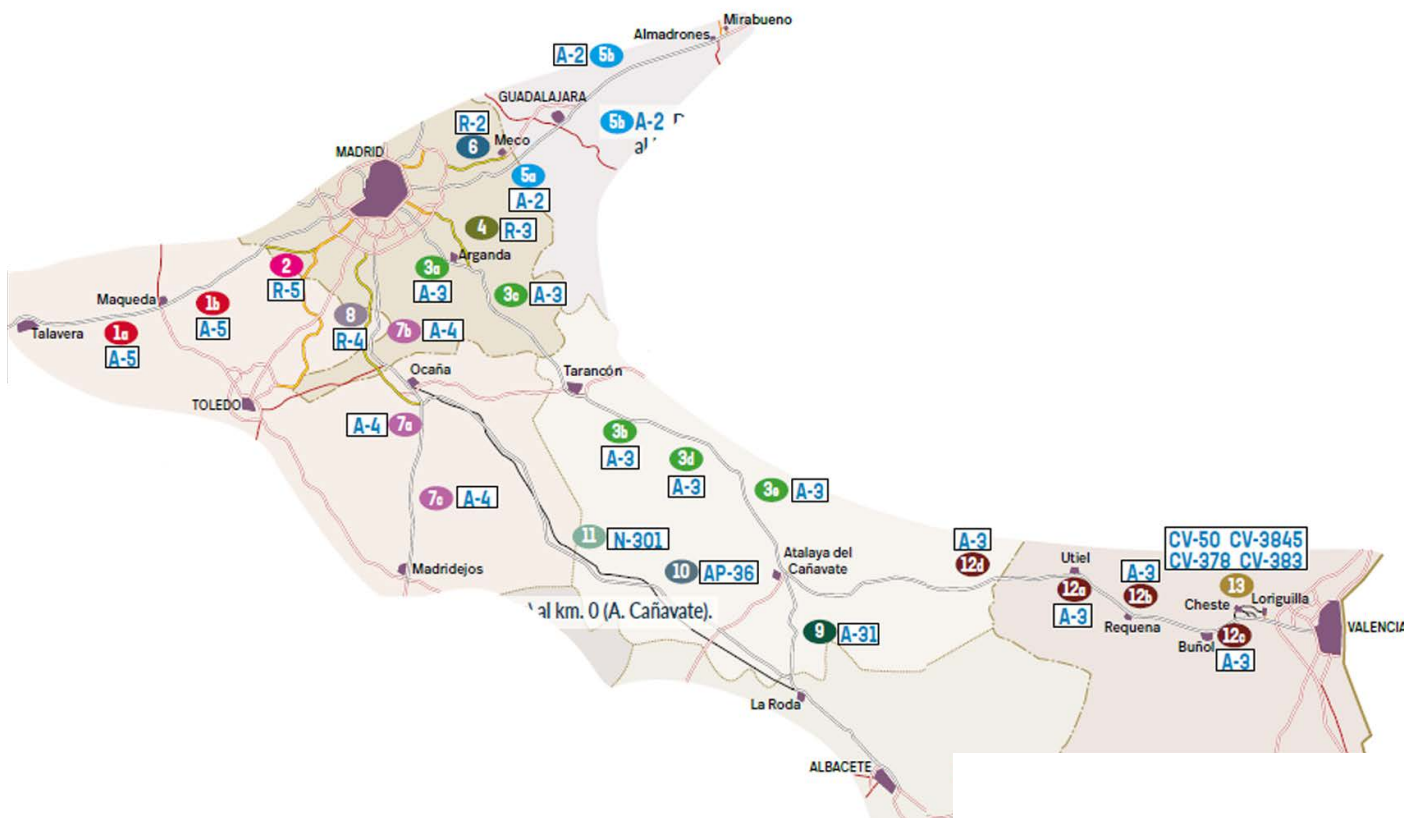 Mirabueno
Almadrones
A-2 5b
GUADALAJARA
5b A-2
al
R-2
6
Meco
MADRID
5a
A-2
4 R-3
Arganda
2
R-5
3a
A-3
3c A-3
Maqueda
1b
A-5
Talavera
1a
A-5
8
R-4
7b A-4
Ocaña
Tarancón
TOLEDO
A-4 7a
3b
A-3
3d
A-3
3e A-3
7c A-4
11 N-301
10 AP-36
Atalaya del
Cañavate
A-3
12d
Madridejos
) al km. 0 (A. Cañavate).
9 A-31
Utiel
12a
A-3
A-3
12b
Requena
CV-50 CV-3845
CV-378 CV-383
13
Cheste
Loriguilla
Buñol
12c
A-3
VALENCIA
La Roda
ALBACETE